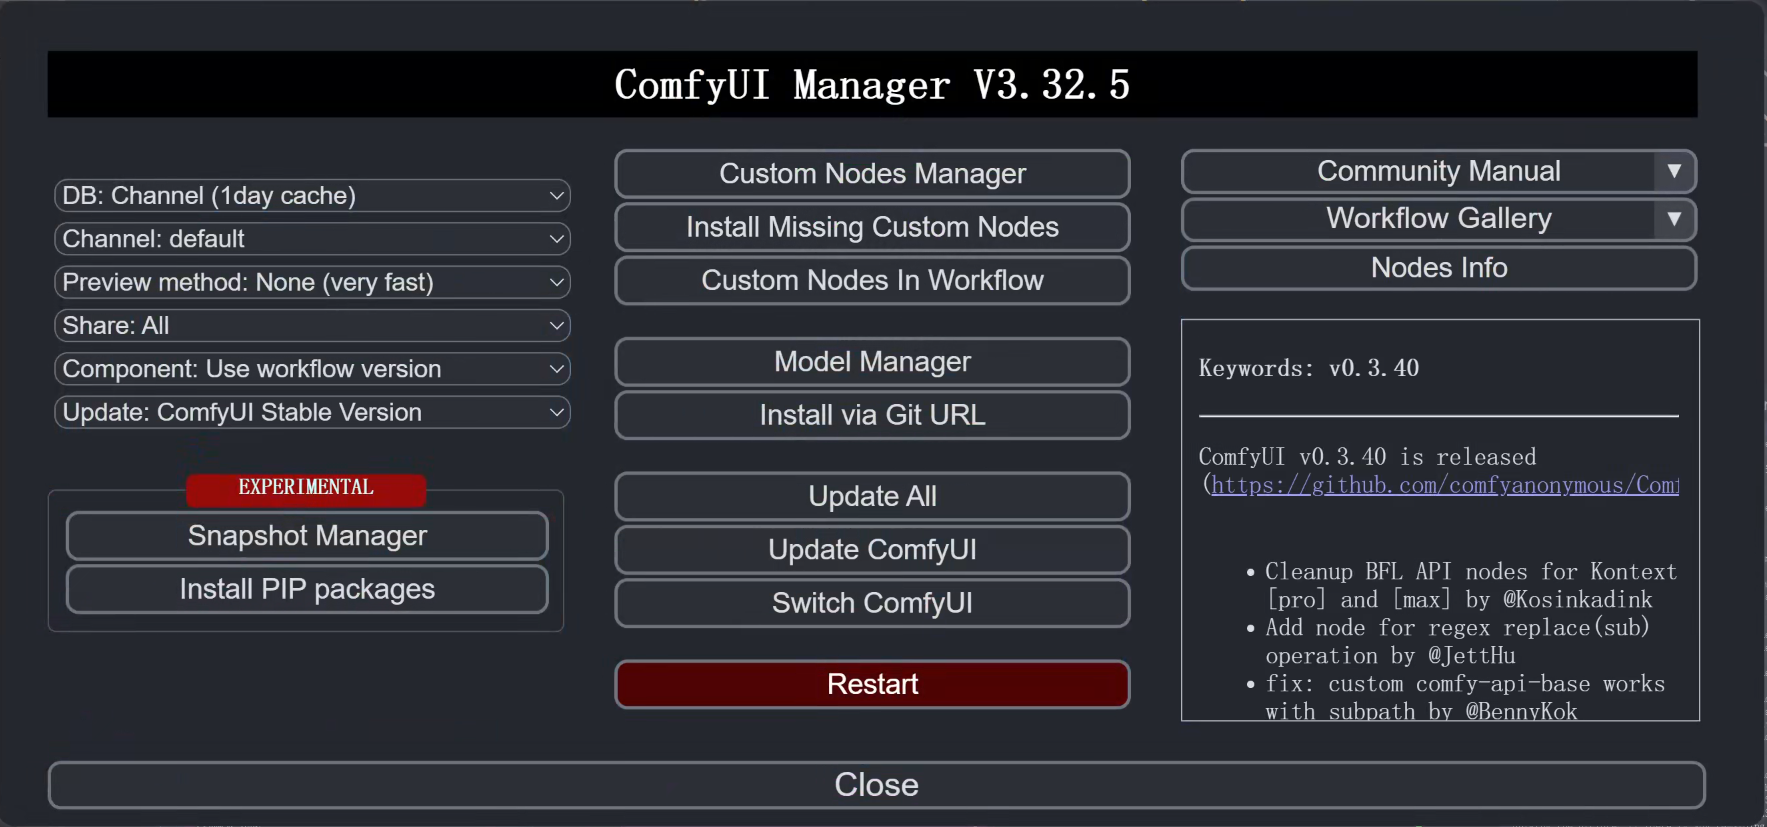 ComfyUI Manager V3.32.5
DB: Channel (1day cache)
Channel: default
Preview method: None (very fast)
Share: All
Component: Use workflow version
Update: ComfyUI Stable Version
EXPERIMENTAL
Snapshot Manager
Install PIP packages
Custom Nodes Manager
Install Missing Custom Nodes
Custom Nodes In Workflow
Model Manager
Install via Git URL
Update All
Update ComfyUI
Switch ComfyUI
Restart
Community Manual
Workflow Gallery
Nodes Info
Keywords: v0.3.40
ComfyUI v0.3.40 is released
(https://github.com/comfyanonymous/Comf
• Cleanup BFL API nodes for Kontext
[pro] and [max] by @Kosinkadink
• Add node for regex replace(sub)
operation by @JettHu
• fix: custom comfy-api-base works
with subpath by @BennyKok
Close